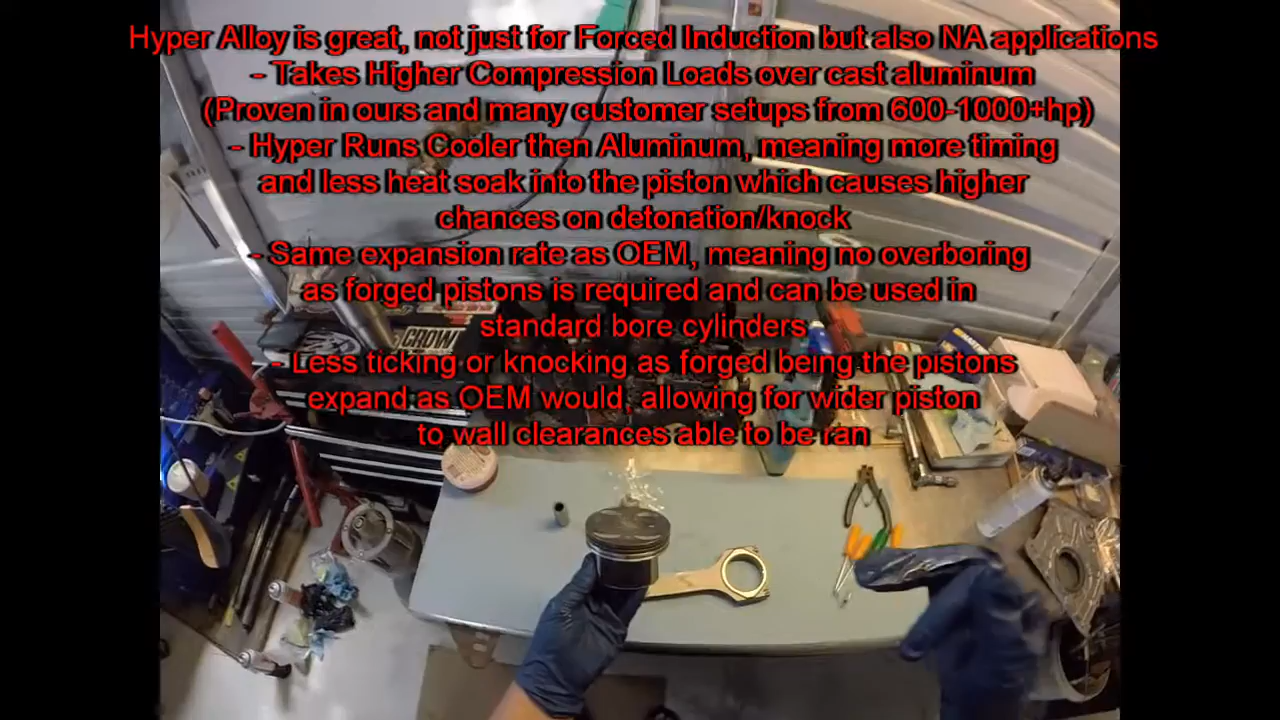 Hyper Alloy is great, not just for Forced Induction but also NA applications
- Takes Higher Compression Loads over cast aluminum
(Proven in ours and many customer setups from 600-1000+hp)
- Hyper Runs Cooler then Aluminum, meaning more timing
and less heat soak into the piston which causes higher
chances on detonation/knock
- Same expansion rate as OEM, meaning no overboring
as forged pistons is required and can be used in
standard bore cylinders
- Less ticking or knocking as forged being the pistons
expand as OEM would, allowing for wider piston
to wall clearances able to be ran
CROW